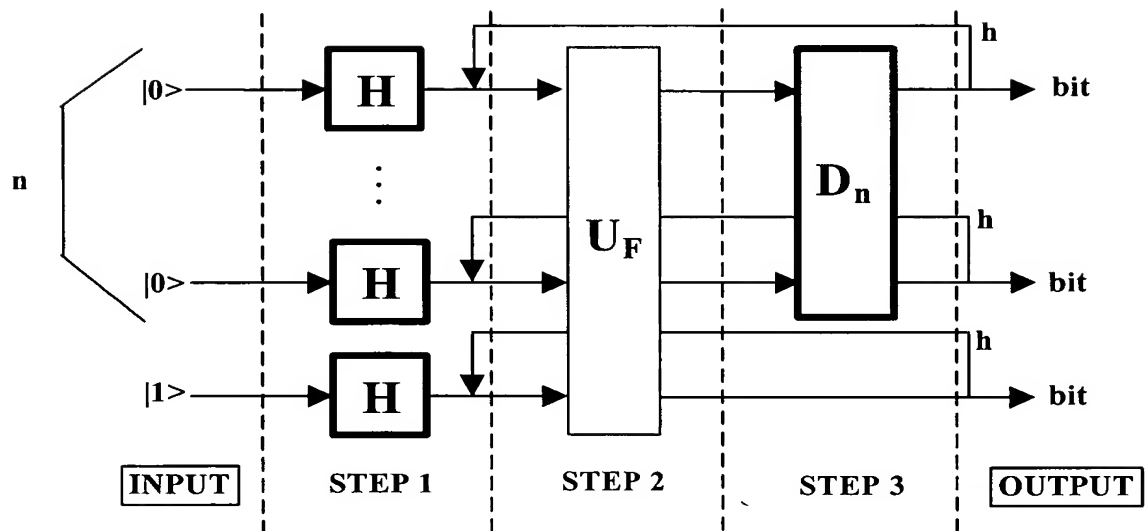 h
|0> H bit
n
D_n
U_F
h
|0> H bit
h
|1> H bit
INPUT STEP 1 STEP 2 STEP 3 OUTPUT